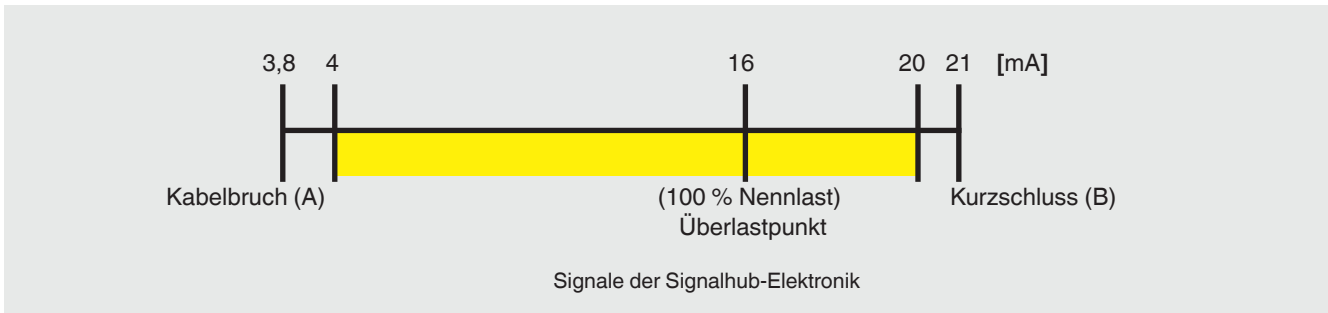 3,8 4 16 20 21 [mA]
Kabelbruch (A) (100 % Nennlast) Kurzschluss (B)
Überlastpunkt
Signale der Signalhub-Elektronik